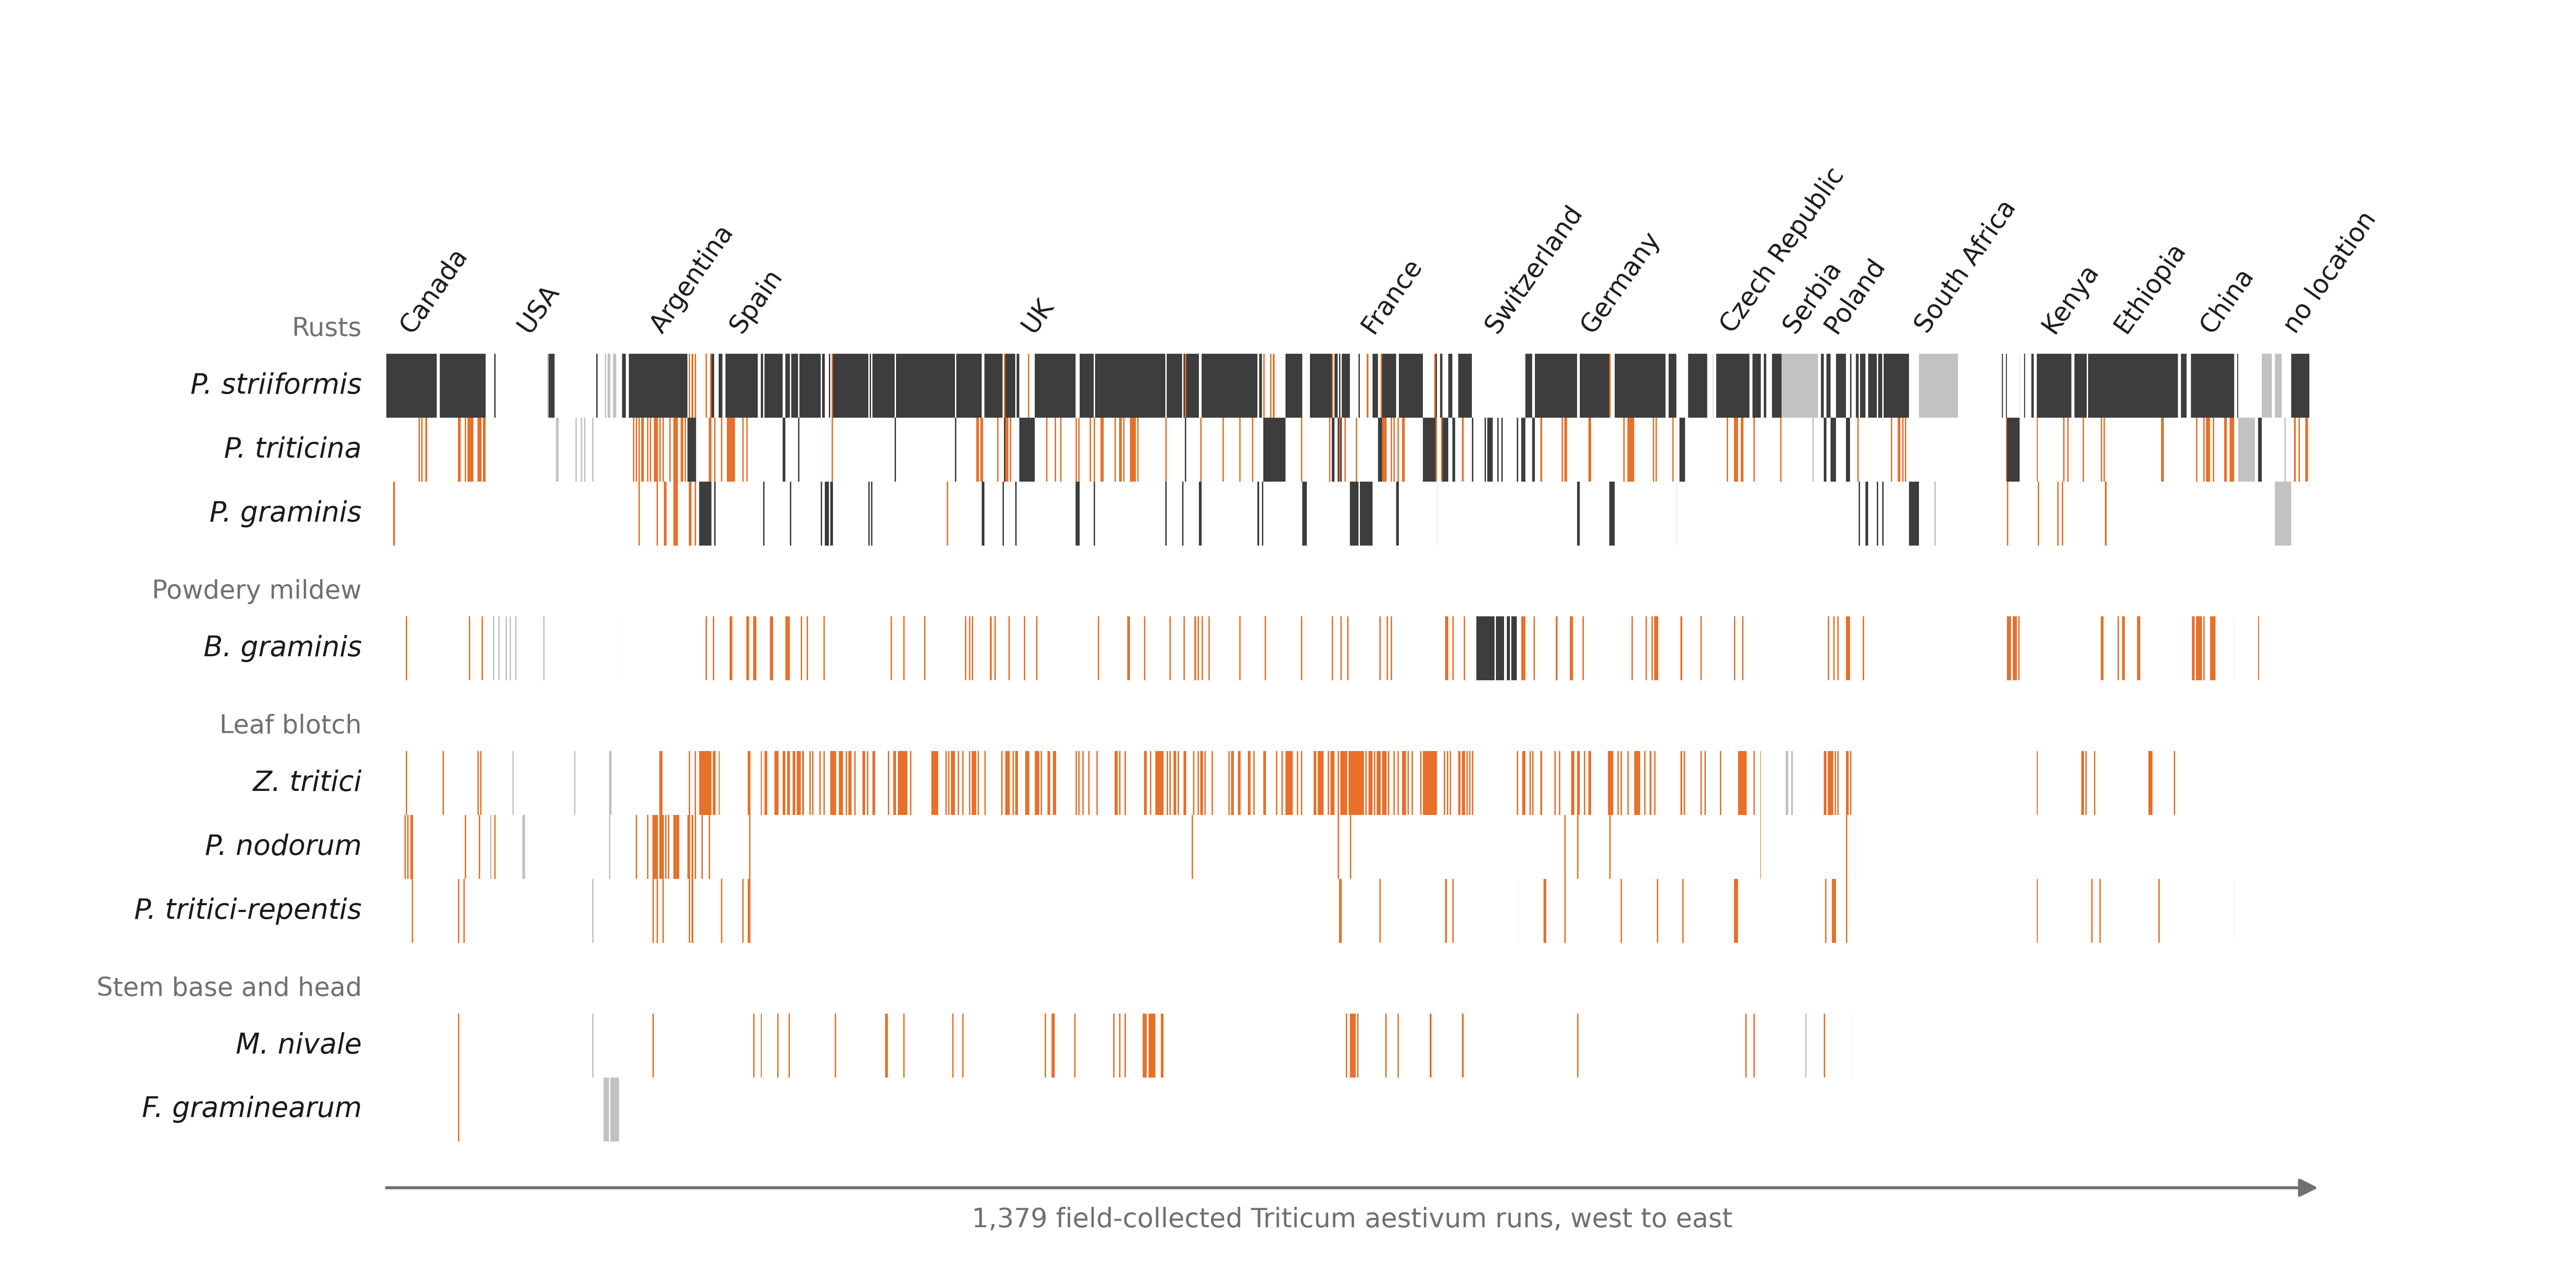 Canada
USA
Argentina
Spain
UK
France
Switzerland
Germany
Czech Republic
Serbia
Poland
South Africa
Kenya
Ethiopia
China
no location
Rusts
P. striiformis
P. triticina
P. graminis
Powdery mildew
B. graminis
Leaf blotch
Z. tritici
P. nodorum
P. tritici-repentis
Stem base and head
M. nivale
F. graminearum
1,379 field-collected Triticum aestivum runs, west to east